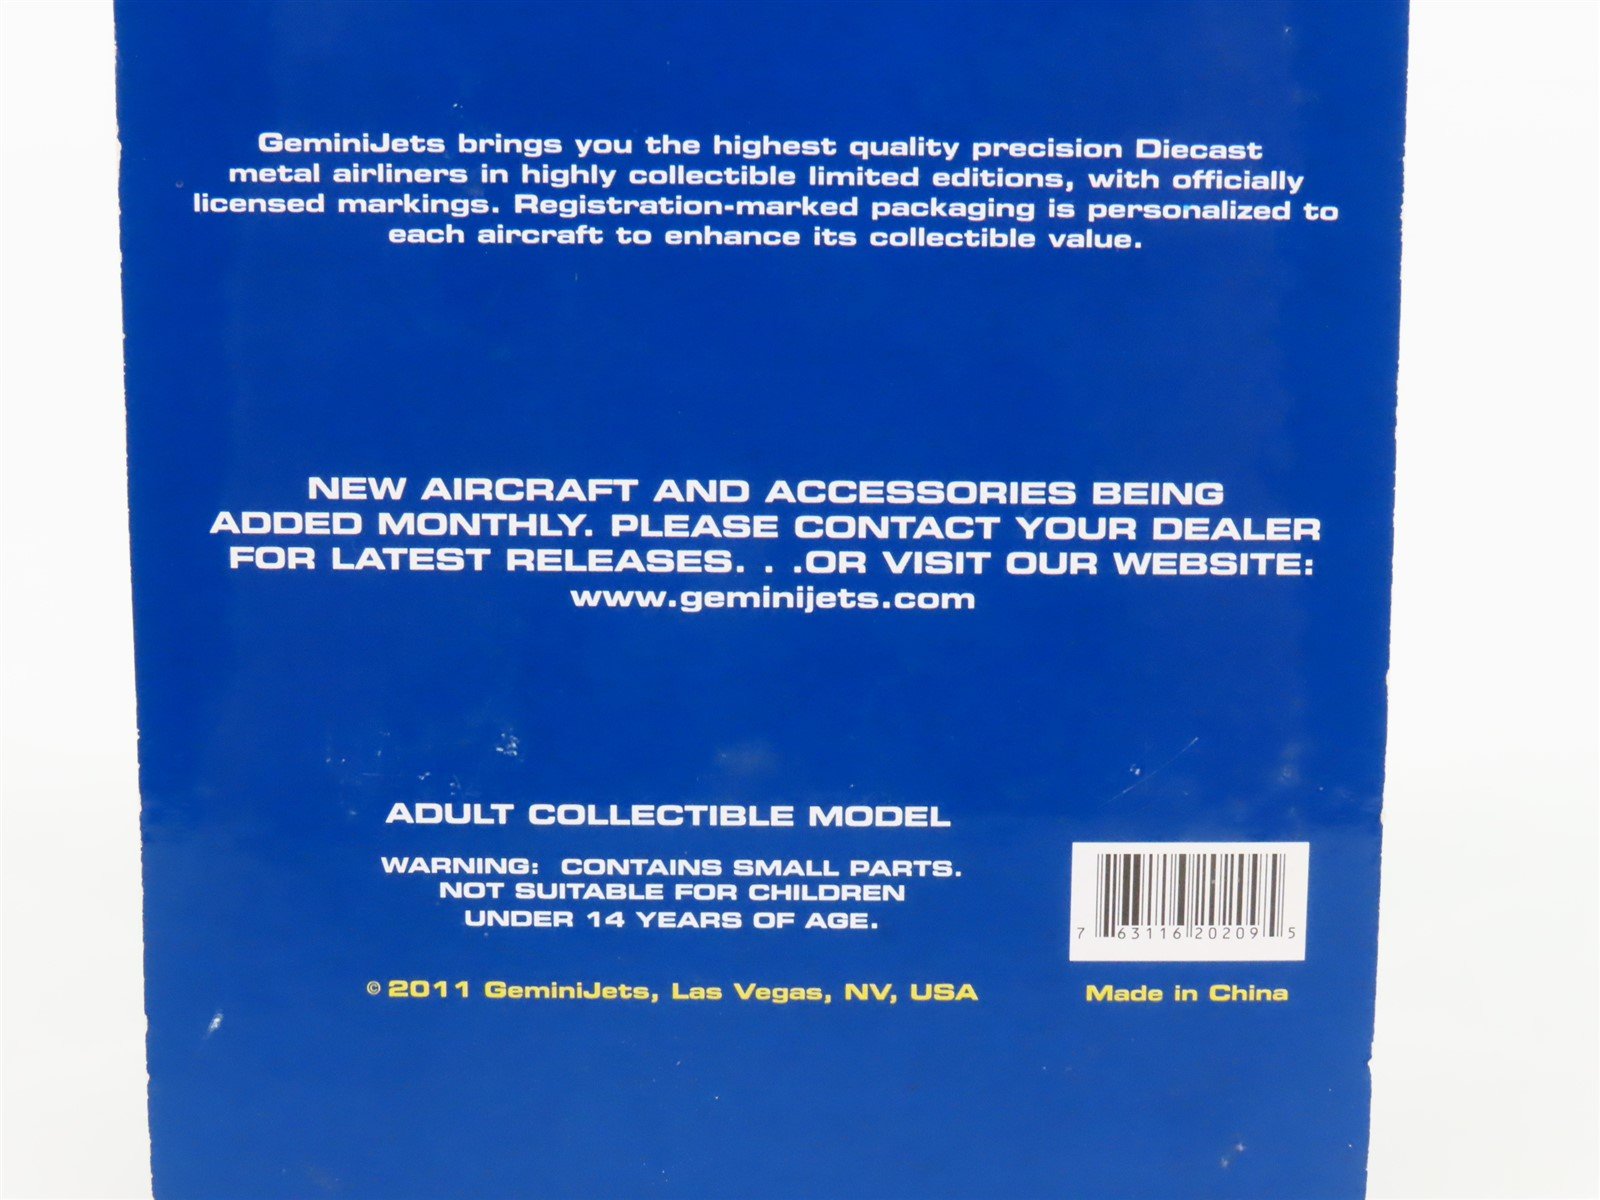 GeminiJets brings you the highest quality precision Diecast
metal airliners in highly collectible limited editions, with officially
licensed markings. Registration-marked packaging is personalized to
each aircraft to enhance its collectible value.
NEW AIRCRAFT AND ACCESSORIES BEING
ADDED MONTHLY. PLEASE CONTACT YOUR DEALER
FOR LATEST RELEASES. . .OR VISIT OUR WEBSITE:
www.geminijets.com
ADULT COLLECTIBLE MODEL
WARNING: CONTAINS SMALL PARTS.
NOT SUITABLE FOR CHILDREN
UNDER 14 YEARS OF AGE.
7 63116 20209 5
© 2011 GeminiJets, Las Vegas, NV, USA
Made in China